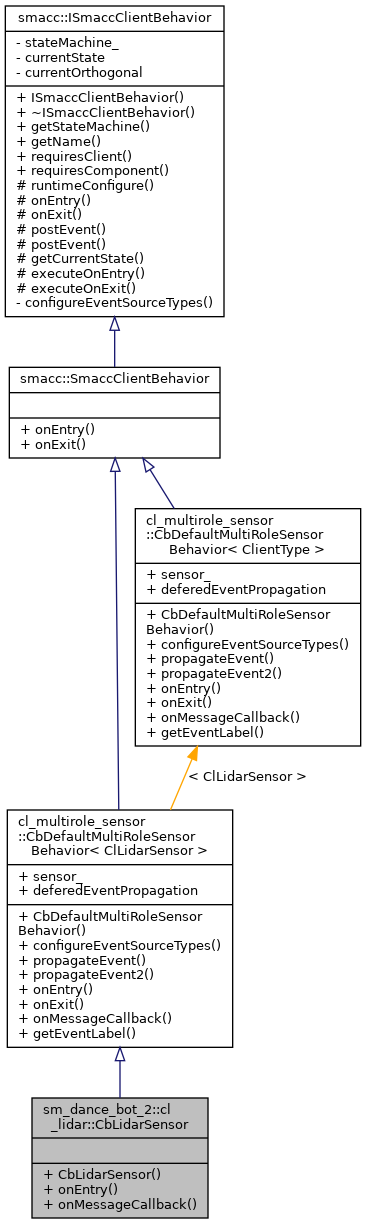 smacc::ISmaccClientBehavior
- stateMachine_
- currentState
- currentOrthogonal
+ ISmaccClientBehavior()
+ ~ISmaccClientBehavior()
+ getStateMachine()
+ getName()
+ requiresClient()
+ requiresComponent()
# runtimeConfigure()
# onEntry()
# onExit()
# postEvent()
# postEvent()
# getCurrentState()
# executeOnEntry()
# executeOnExit()
- configureEventSourceTypes()
smacc::SmaccClientBehavior
+ onEntry()
+ onExit()
cl_multirole_sensor
::CbDefaultMultiRoleSensor
Behavior< ClientType >
+ sensor_
+ deferedEventPropagation
+ CbDefaultMultiRoleSensor
Behavior()
+ configureEventSourceTypes()
+ propagateEvent()
+ propagateEvent2()
+ onEntry()
+ onExit()
+ onMessageCallback()
+ getEventLabel()
< ClLidarSensor >
cl_multirole_sensor
::CbDefaultMultiRoleSensor
Behavior< ClLidarSensor >
+ sensor_
+ deferedEventPropagation
+ CbDefaultMultiRoleSensor
Behavior()
+ configureEventSourceTypes()
+ propagateEvent()
+ propagateEvent2()
+ onEntry()
+ onExit()
+ onMessageCallback()
+ getEventLabel()
sm_dance_bot_2::cl
_lidar::CbLidarSensor
+ CbLidarSensor()
+ onEntry()
+ onMessageCallback()